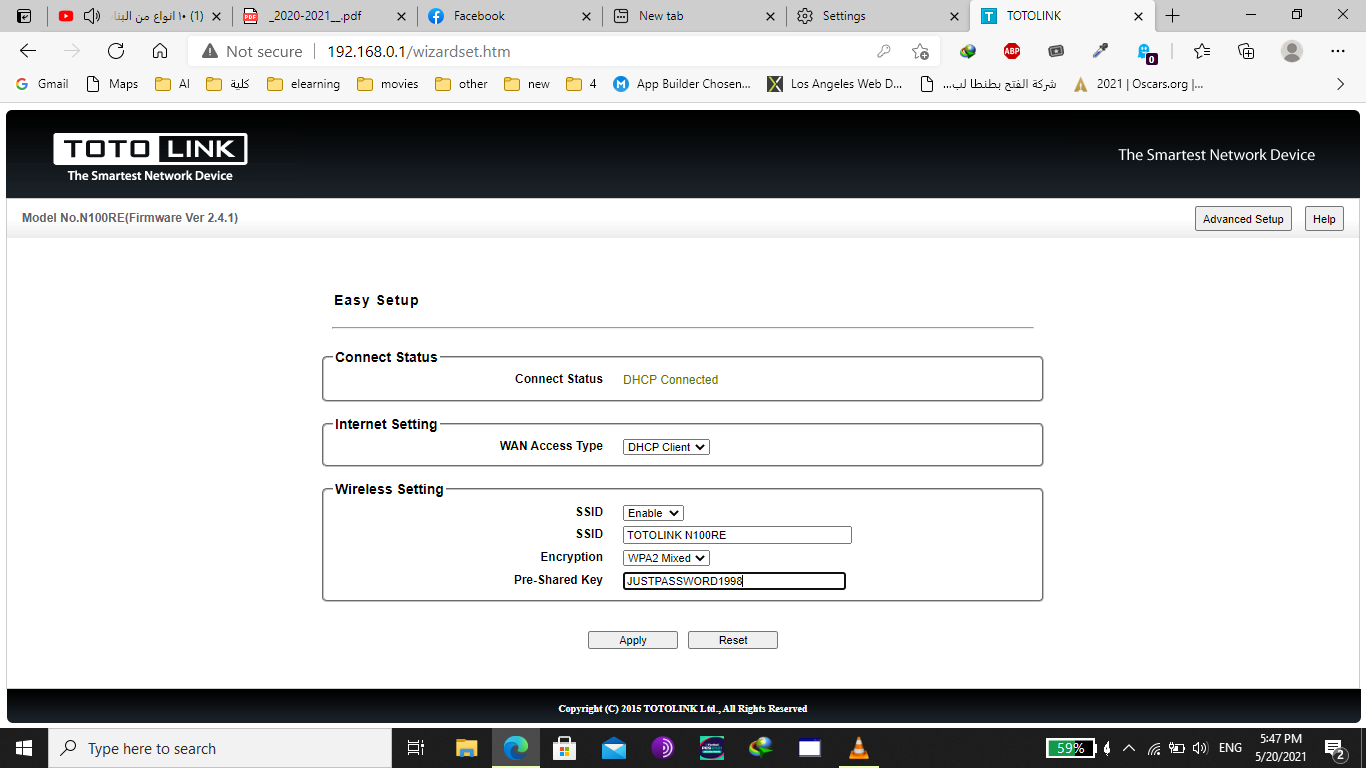 (1) ١٠ انواع من البنا
_2020-2021__.pdf
Facebook
New tab
Settings
TOTOLINK
Not secure
192.168.0.1/wizardset.htm
ABP
0
Gmail
Maps
AI
كلية
elearning
movies
other
new
4
App Builder Chosen...
Los Angeles Web D...
شركة الفتح بطنطا لب...
2021 | Oscars.org |...
TOTO LINK
The Smartest Network Device
The Smartest Network Device
Model No.N100RE(Firmware Ver 2.4.1)
Advanced Setup
Help
Easy Setup
Connect Status
Connect Status DHCP Connected
Internet Setting
WAN Access Type DHCP Client
Wireless Setting
SSID Enable
SSID TOTOLINK N100RE
Encryption WPA2 Mixed
Pre-Shared Key JUSTPASSWORD1998
Apply
Reset
Copyright (C) 2015 TOTOLINK Ltd., All Rights Reserved
Type here to search
59%
ENG
5:47 PM
5/20/2021
2